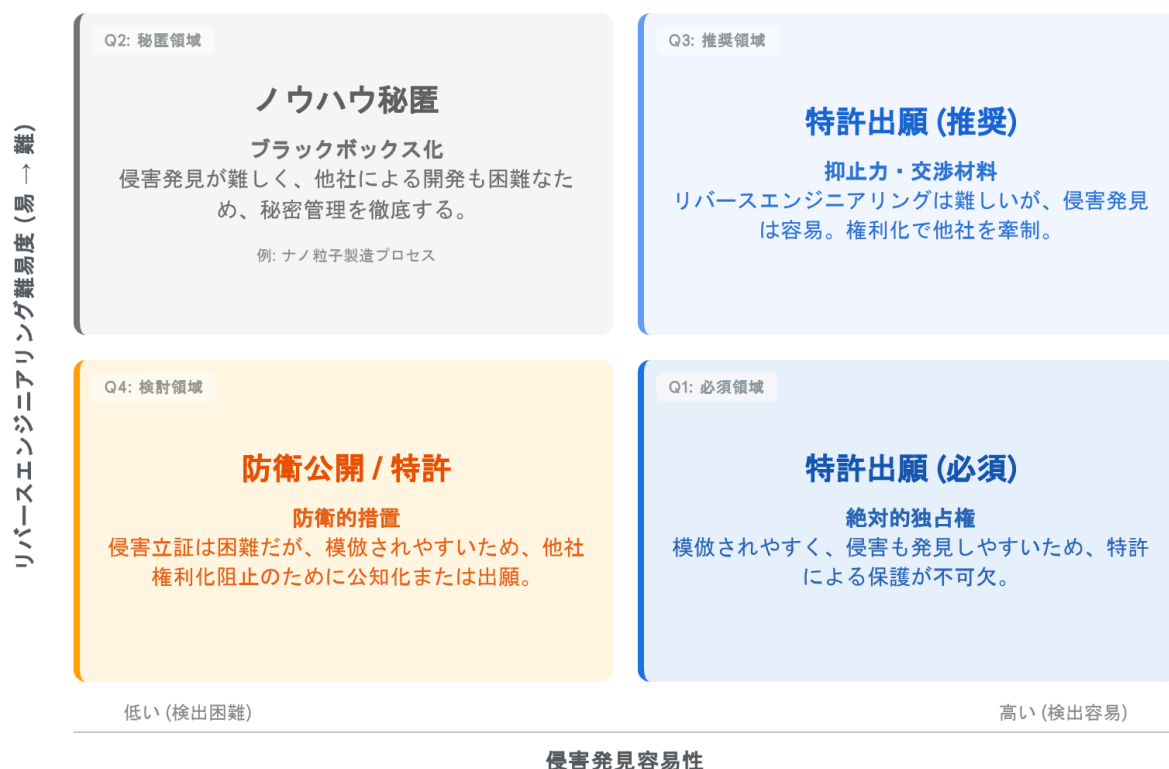 リバースエンジニアリング難易度 (易 → 難)
Q2: 秘匿領域
ノウハウ秘匿
ブラックボックス化
侵害発見が難しく、他社による開発も困難なた
め、秘密管理を徹底する。
例: ナノ粒子製造プロセス
Q3: 推奨領域
特許出願 (推奨)
抑止力・交渉材料
リバースエンジニアリングは難しいが、侵害発見
は容易。権利化で他社を牽制。
Q4: 検討領域
防衛公開 / 特許
防衛的措置
侵害立証は困難だが、模倣されやすいため、他社
権利化阻止のために公知化または出願。
Q1: 必須領域
特許出願 (必須)
絶対的独占権
模倣されやすく、侵害も発見しやすいため、特許
による保護が不可欠。
低い (検出困難)
高い (検出容易)
侵害発見容易性